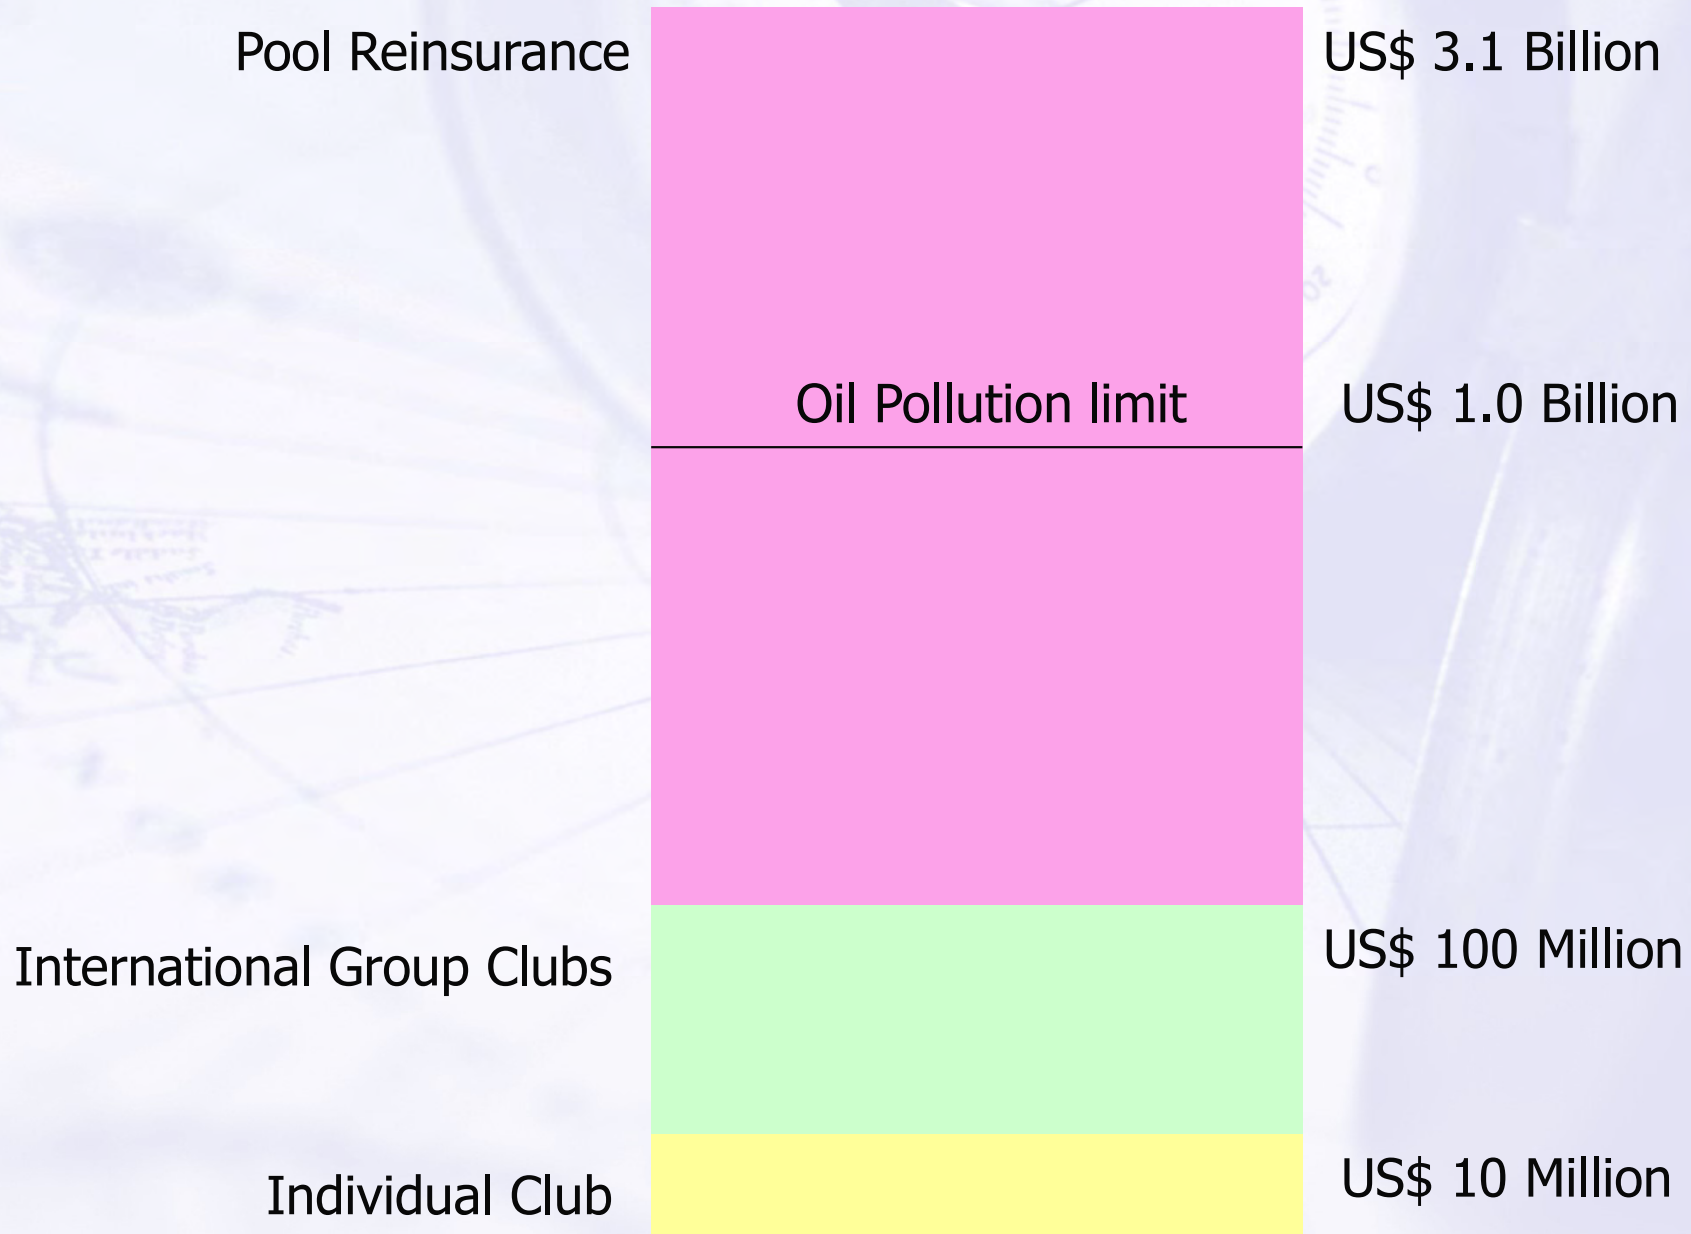 Pool Reinsurance
US$ 3.1 Billion
Oil Pollution limit
US$ 1.0 Billion
International Group Clubs
US$ 100 Million
Individual Club
US$ 10 Million